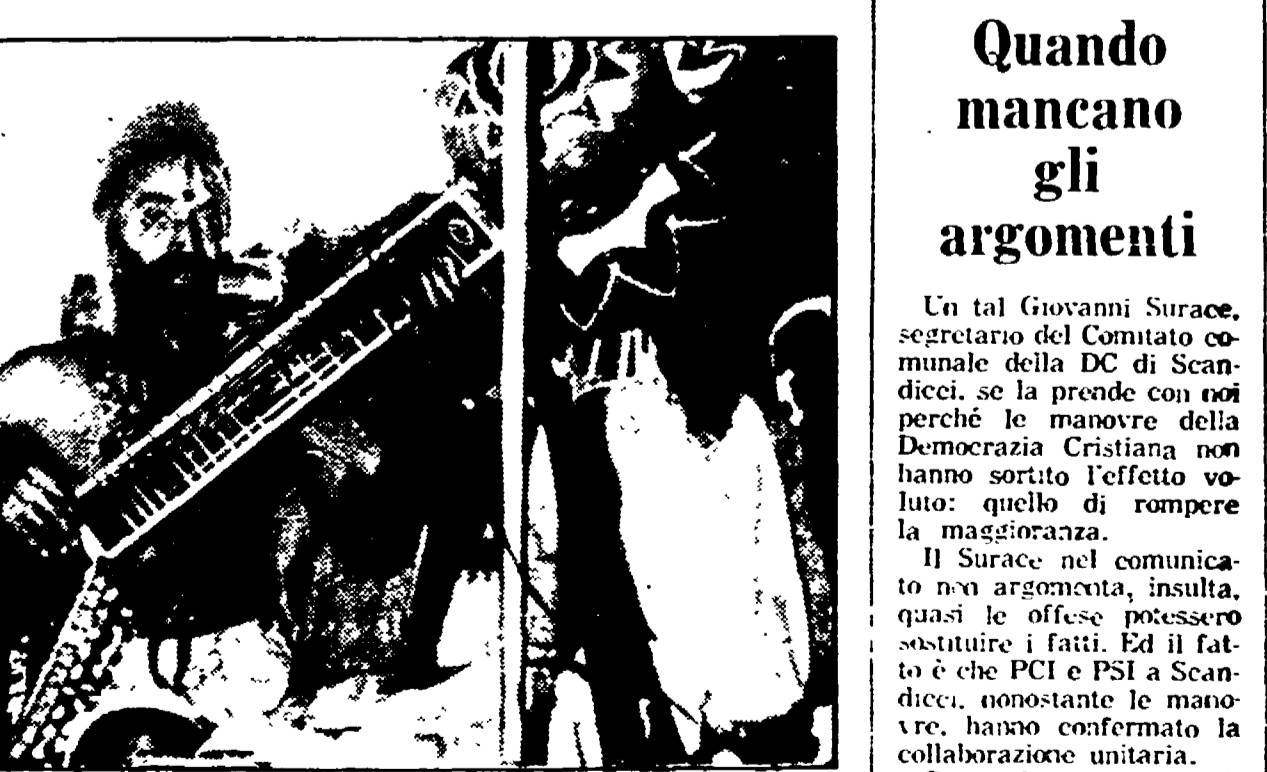 Quando
mancano
gli
argomenti
Un tal Giovanni Surace,
segretario del Comitato co-
munale della DC di Scan-
dicci, se la prende con noi
perché le manovre della
Democrazia Cristiana non
hanno sortito l'effetto vo-
luto: quello di rompere
la maggioranza.
Il Surace nel comunica-
to non argomenta, insulta,
quasi le offese potessero
sostituire i fatti. Ed il fat-
to è che PCI e PSI a Scan-
dicci, nonostante le mano-
vre, hanno confermato la
collaborazione unitaria.